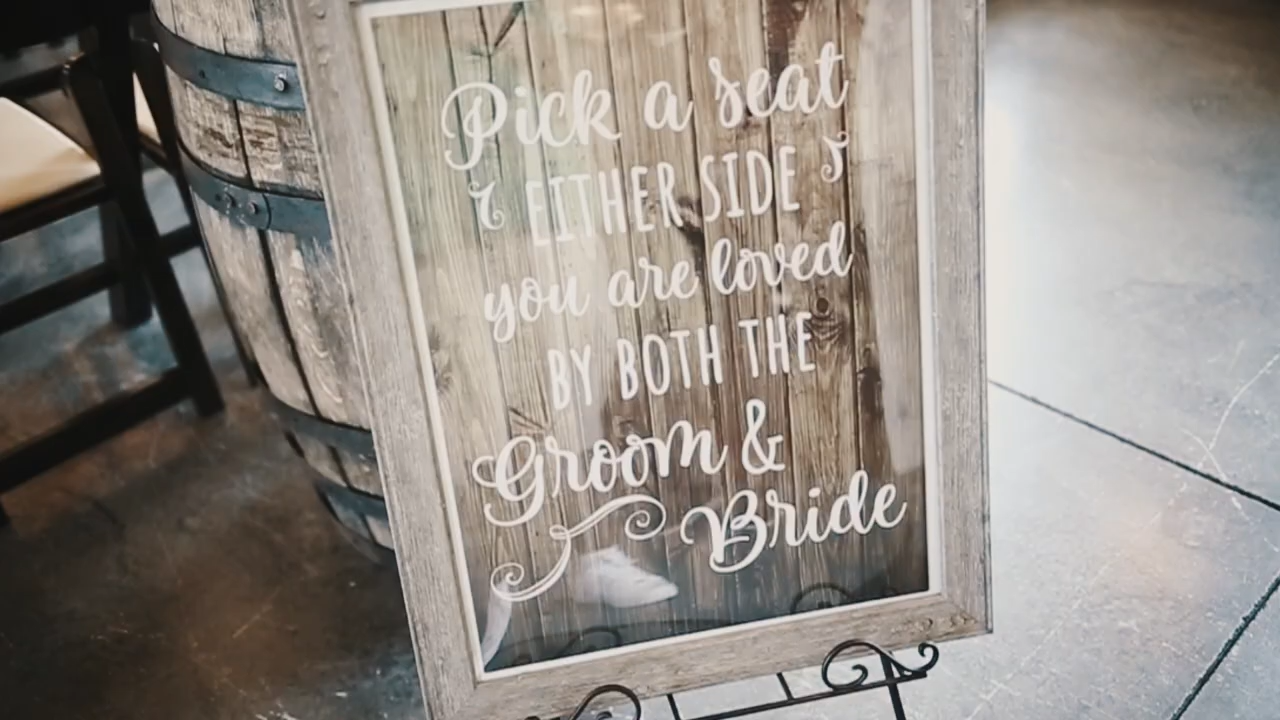 Pick a seat
EITHER SIDE
you are loved
BY BOTH THE
Groom &
Bride